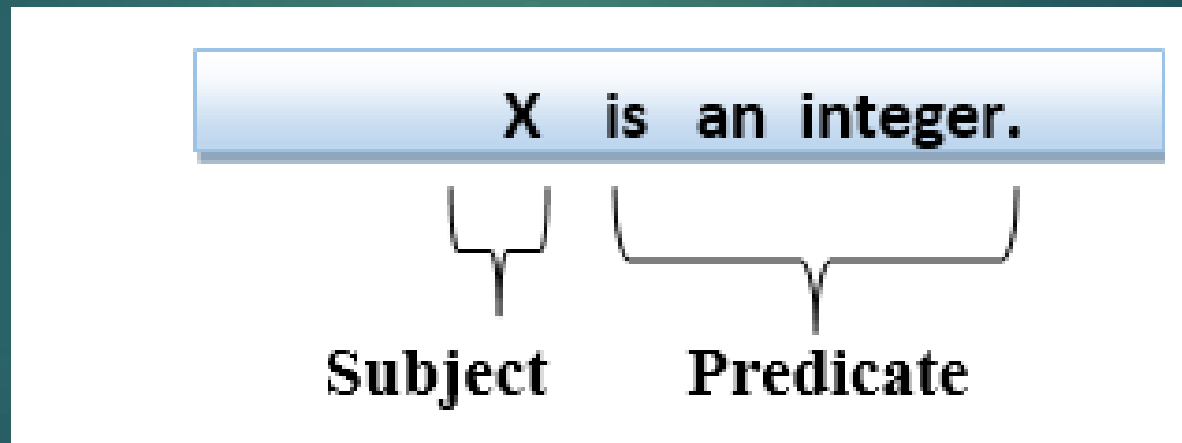 X is an integer.
Subject Predicate